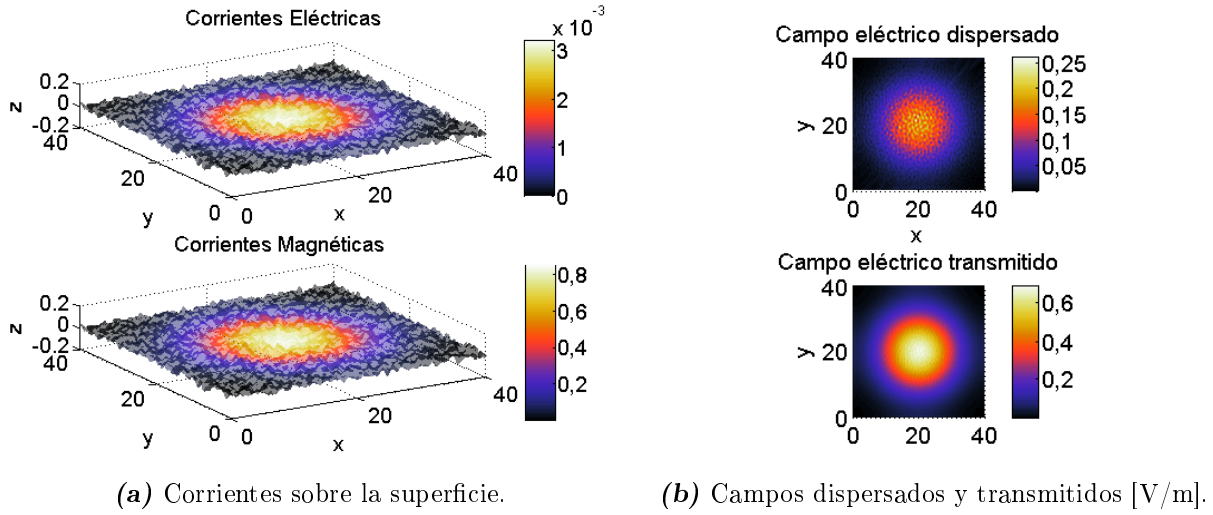 Corrientes Eléctricas
x 10^-3
3
2
1
0
0.2
0
-0.2
z
40
20
0
y
0
20
40
x
Corrientes Magnéticas
0,8
0,6
0,4
0,2
0.2
0
-0.2
z
40
20
0
y
0
20
40
x
(a) Corrientes sobre la superficie.
Campo eléctrico dispersado
40
20
0
y
0 20 40
x
0,25
0,2
0,15
0,1
0,05
Campo eléctrico transmitido
40
20
0
y
0 20 40
0,6
0,4
0,2
(b) Campos dispersados y transmitidos [V/m].